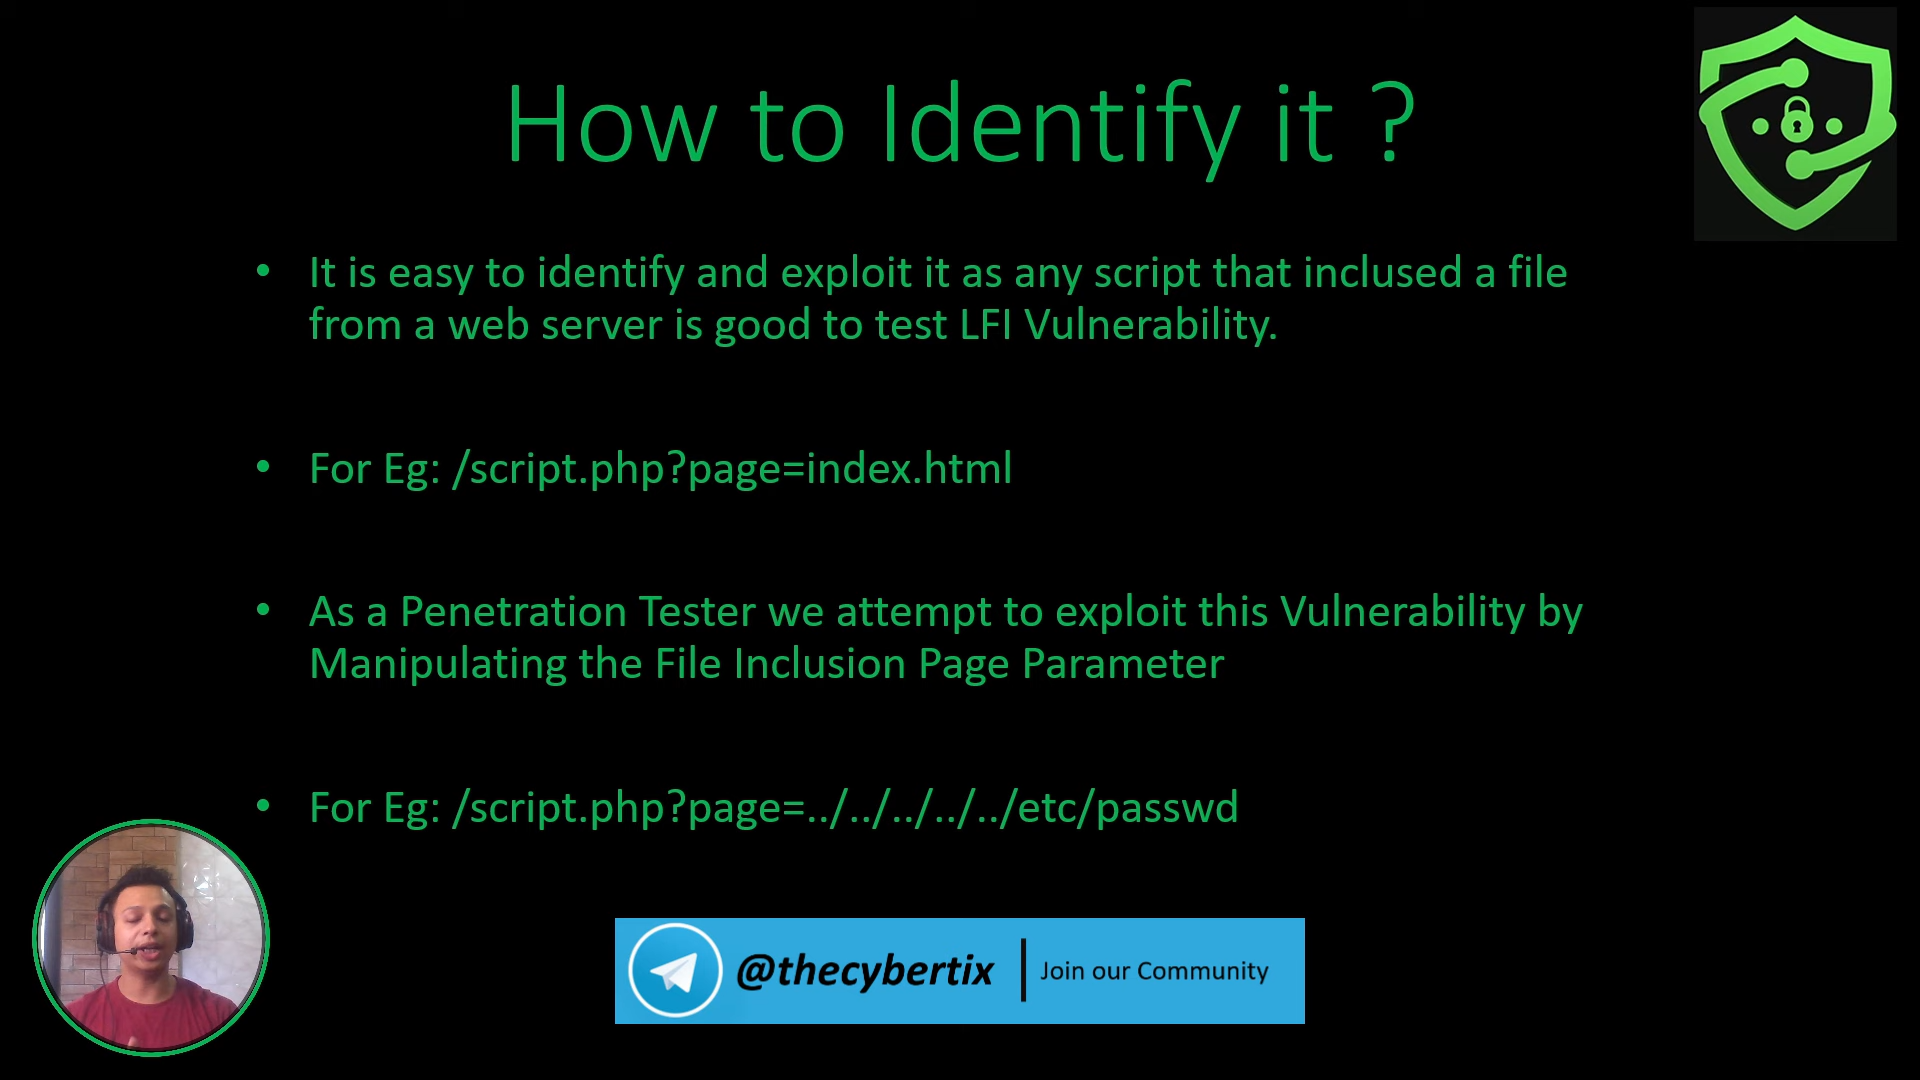 How to Identify it ?
• It is easy to identify and exploit it as any script that inclused a file
from a web server is good to test LFI Vulnerability.
• For Eg: /script.php?page=index.html
• As a Penetration Tester we attempt to exploit this Vulnerability by
Manipulating the File Inclusion Page Parameter
• For Eg: /script.php?page=../../../../../etc/passwd
@thecybertix | Join our Community